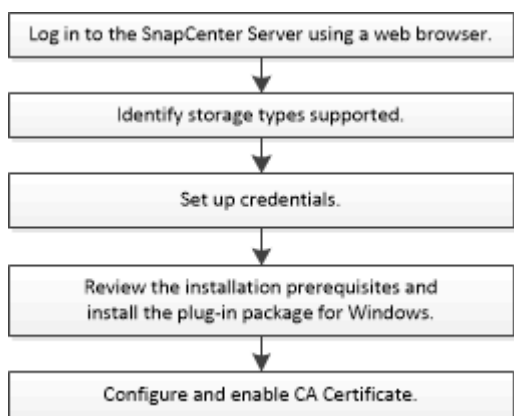 Log in to the SnapCenter Server using a web browser.
Identify storage types supported.
Set up credentials.
Review the installation prerequisites and
install the plug-in package for Windows.
Configure and enable CA Certificate.